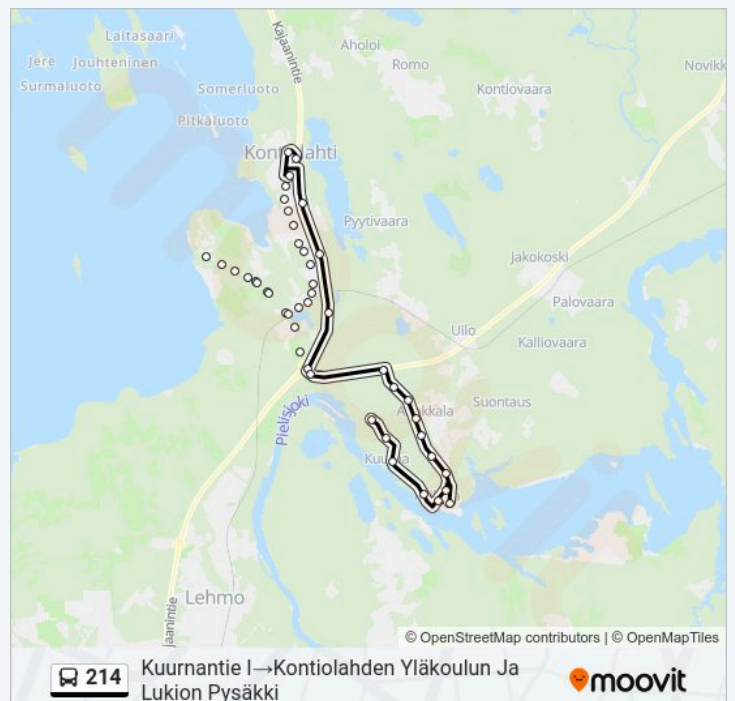 Laitasaari
Kajaanintie
Aholoi
Jere
Jouhteninen
Romo
Novikk
Surmaluoto
Somerluoto
Kontiovaara
Pitkäluoto
Pyytivaara
Jakokoski
Palovaara
Uilo
Kalliovaara
Suontaus
Pielisjoki
Lehmo
jaanintie
© OpenStreetMap contributors | © OpenMapTiles
214
Kuurnantie I→Kontiolahden Yläkoulun Ja
Lukion Pysäkki
moovit